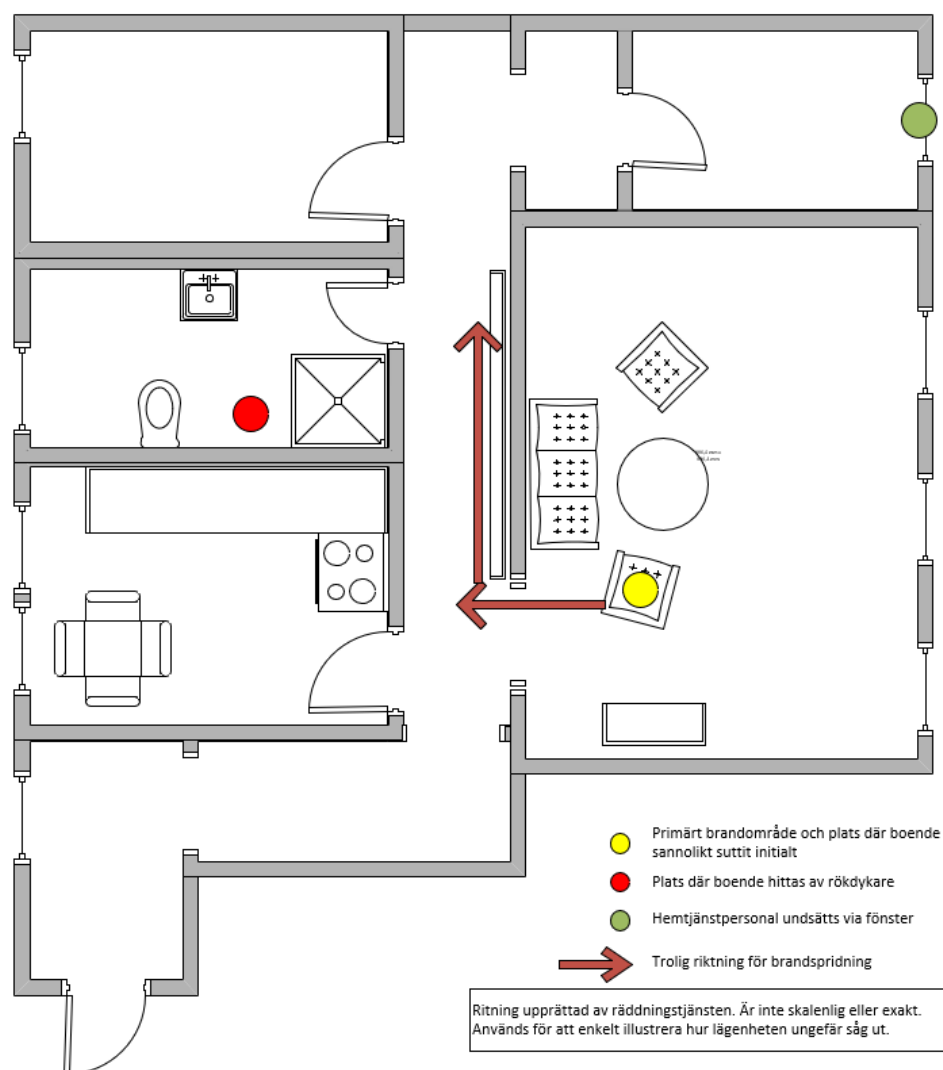 Primärt brandområde och plats där boende
sannolikt suttit initialt
Plats där boende hittas av rökdykare
Hemtjänstpersonal undsätts via fönster
Trolig riktning för brandspridning
Ritning upprättad av räddningstjänsten. Är inte skalenlig eller exakt.
Används för att enkelt illustrera hur lägenheten ungefär såg ut.